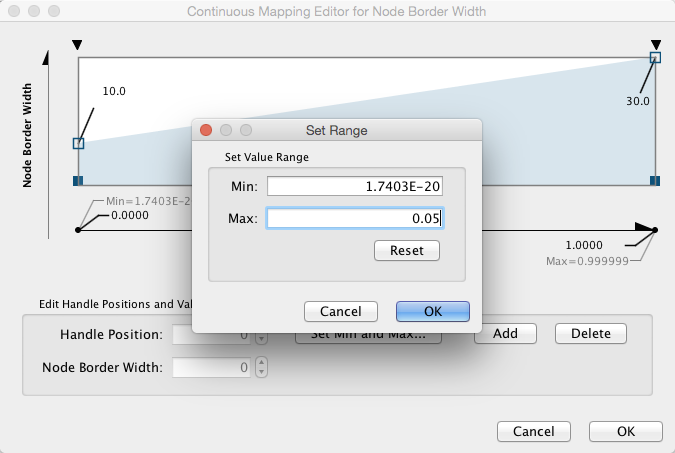 Continuous Mapping Editor for Node Border Width
Node Border Width
10.0
30.0
Min=1.7403E-2
0.0000
1.0000
Max=0.999999
Set Range
Set Value Range
Min:
1.7403E-20
Max:
0.05
Reset
Cancel
OK
Edit Handle Positions and Val
Handle Position:
0
Set Min and Max...
Add
Delete
Node Border Width:
0
Cancel
OK